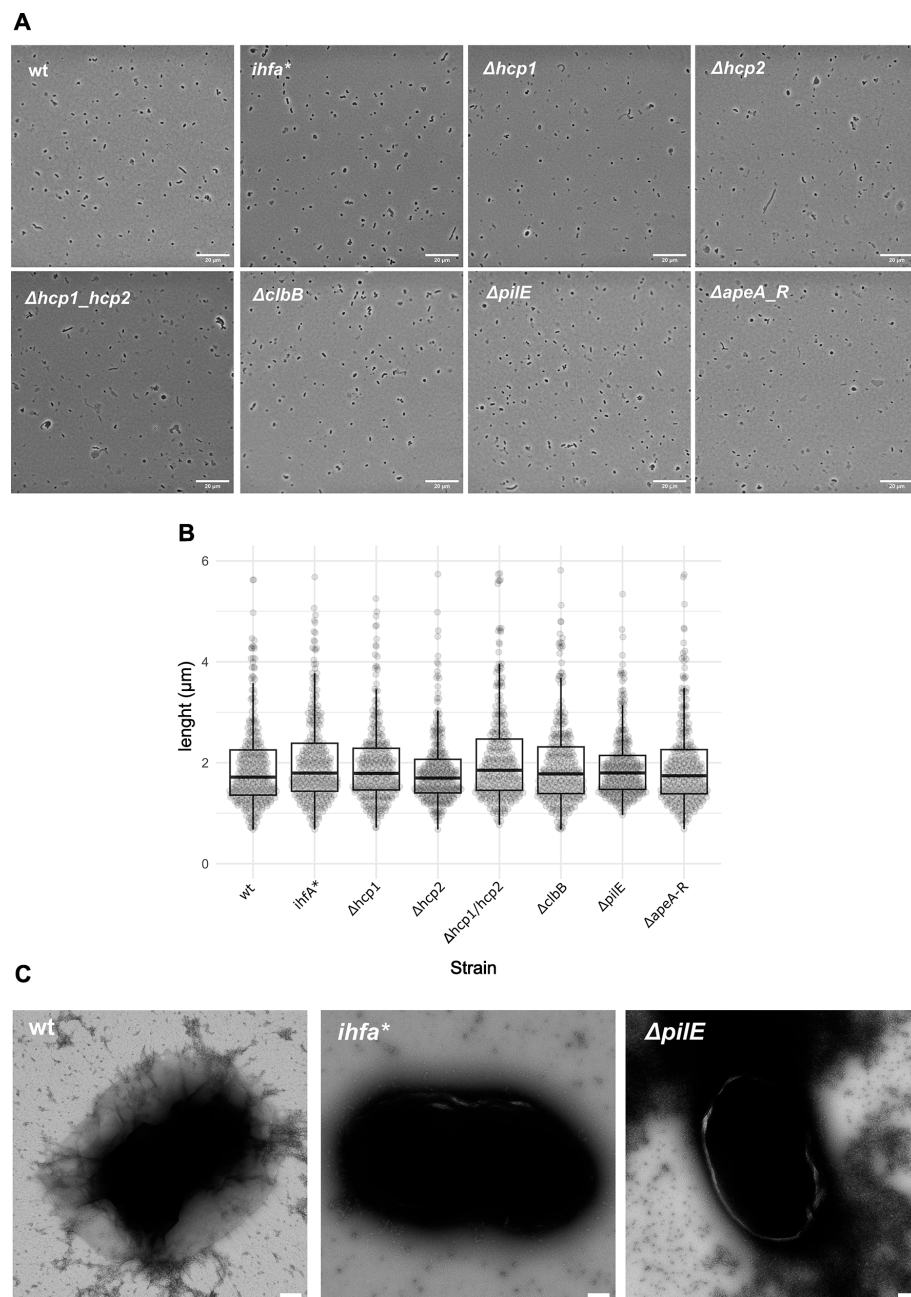 A
wt
ihfa*
Δhcp1
Δhcp2
20 µm
20 µm
20 µm
20 µm
Δhcp1_hcp2
ΔclbB
ΔpilE
ΔapeA_R
20 µm
20 µm
20 µm
20 µm
B
6
4
2
0
lenght (µm)
wt
ihfA*
Δhcp1
Δhcp2
Δhcp1/hcp2
ΔclbB
ΔpilE
ΔapeA-R
Strain
C
wt
ihfa*
ΔpilE